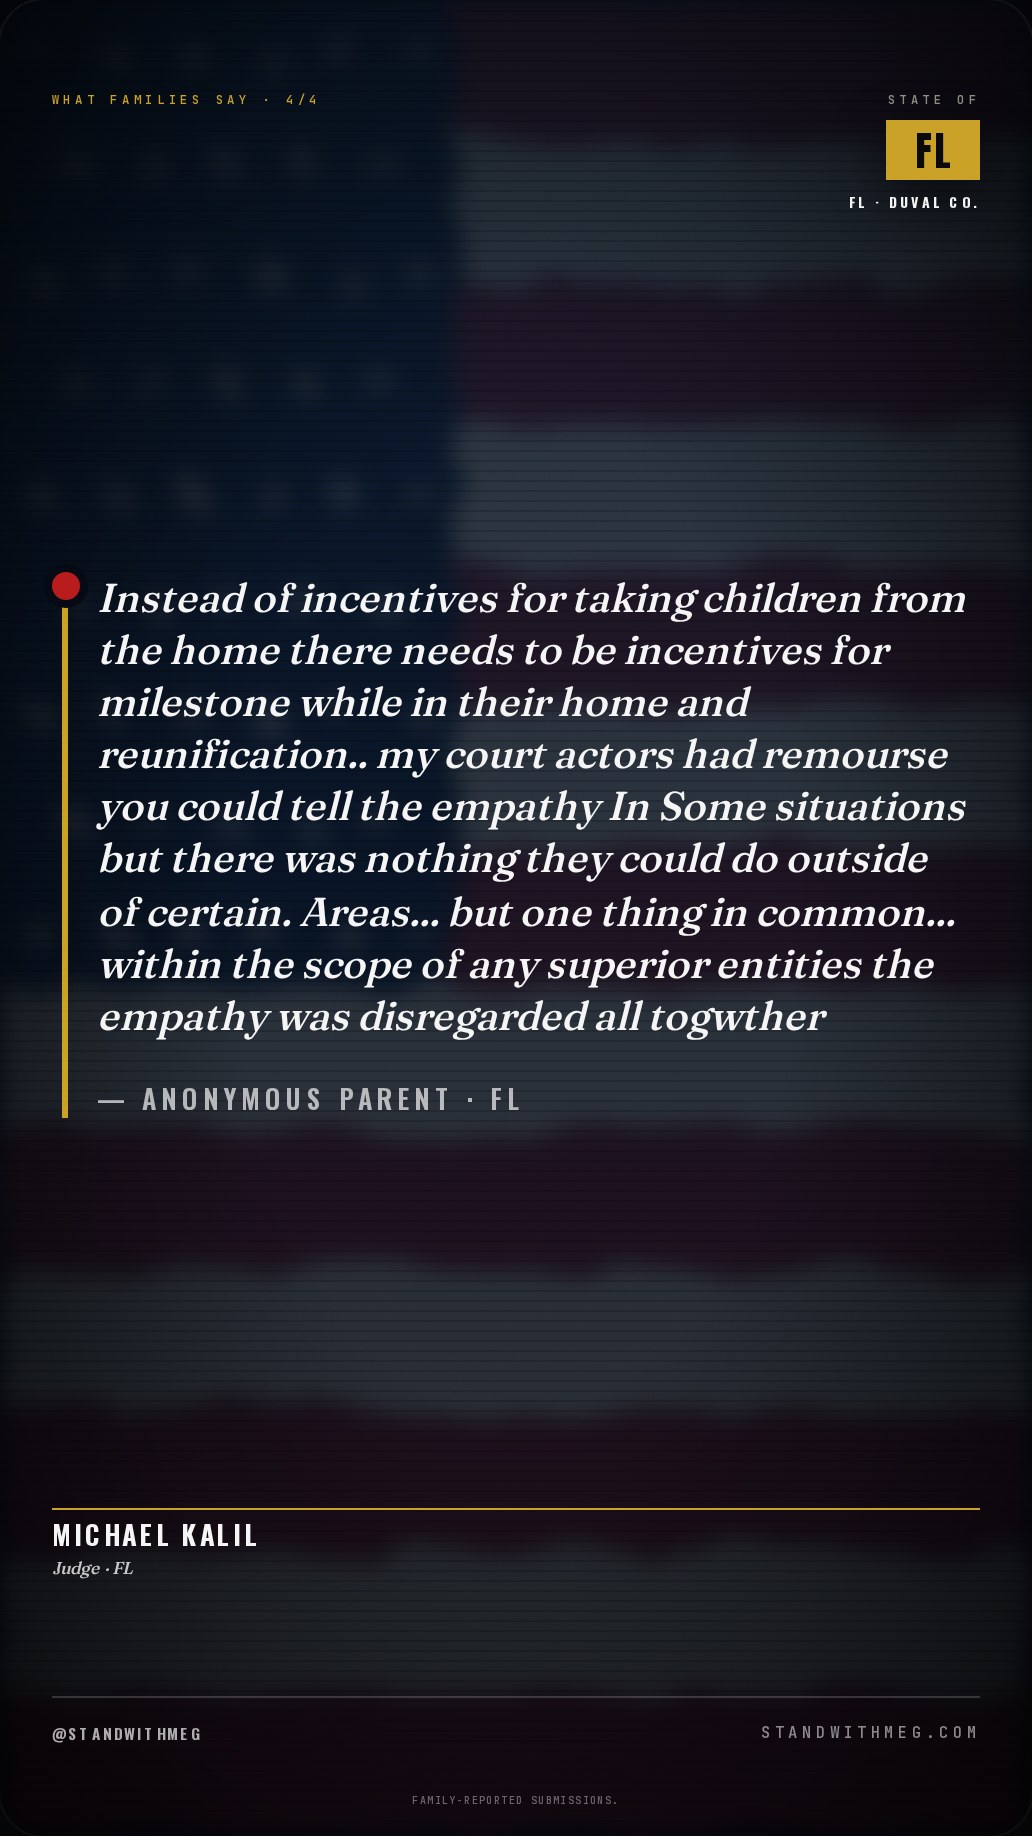 WHAT FAMILIES SAY · 4/4
STATE OF
FL
FL · DUVAL CO.
Instead of incentives for taking children from
the home there needs to be incentives for
milestone while in their home and
reunification.. my court actors had remourse
you could tell the empathy In Some situations
but there was nothing they could do outside
of certain. Areas... but one thing in common...
within the scope of any superior entities the
empathy was disregarded all togwther
— ANONYMOUS PARENT · FL
MICHAEL KALIL
Judge · FL
@STANDWITHMEG
STANDWITHMEG.COM
FAMILY-REPORTED SUBMISSIONS.